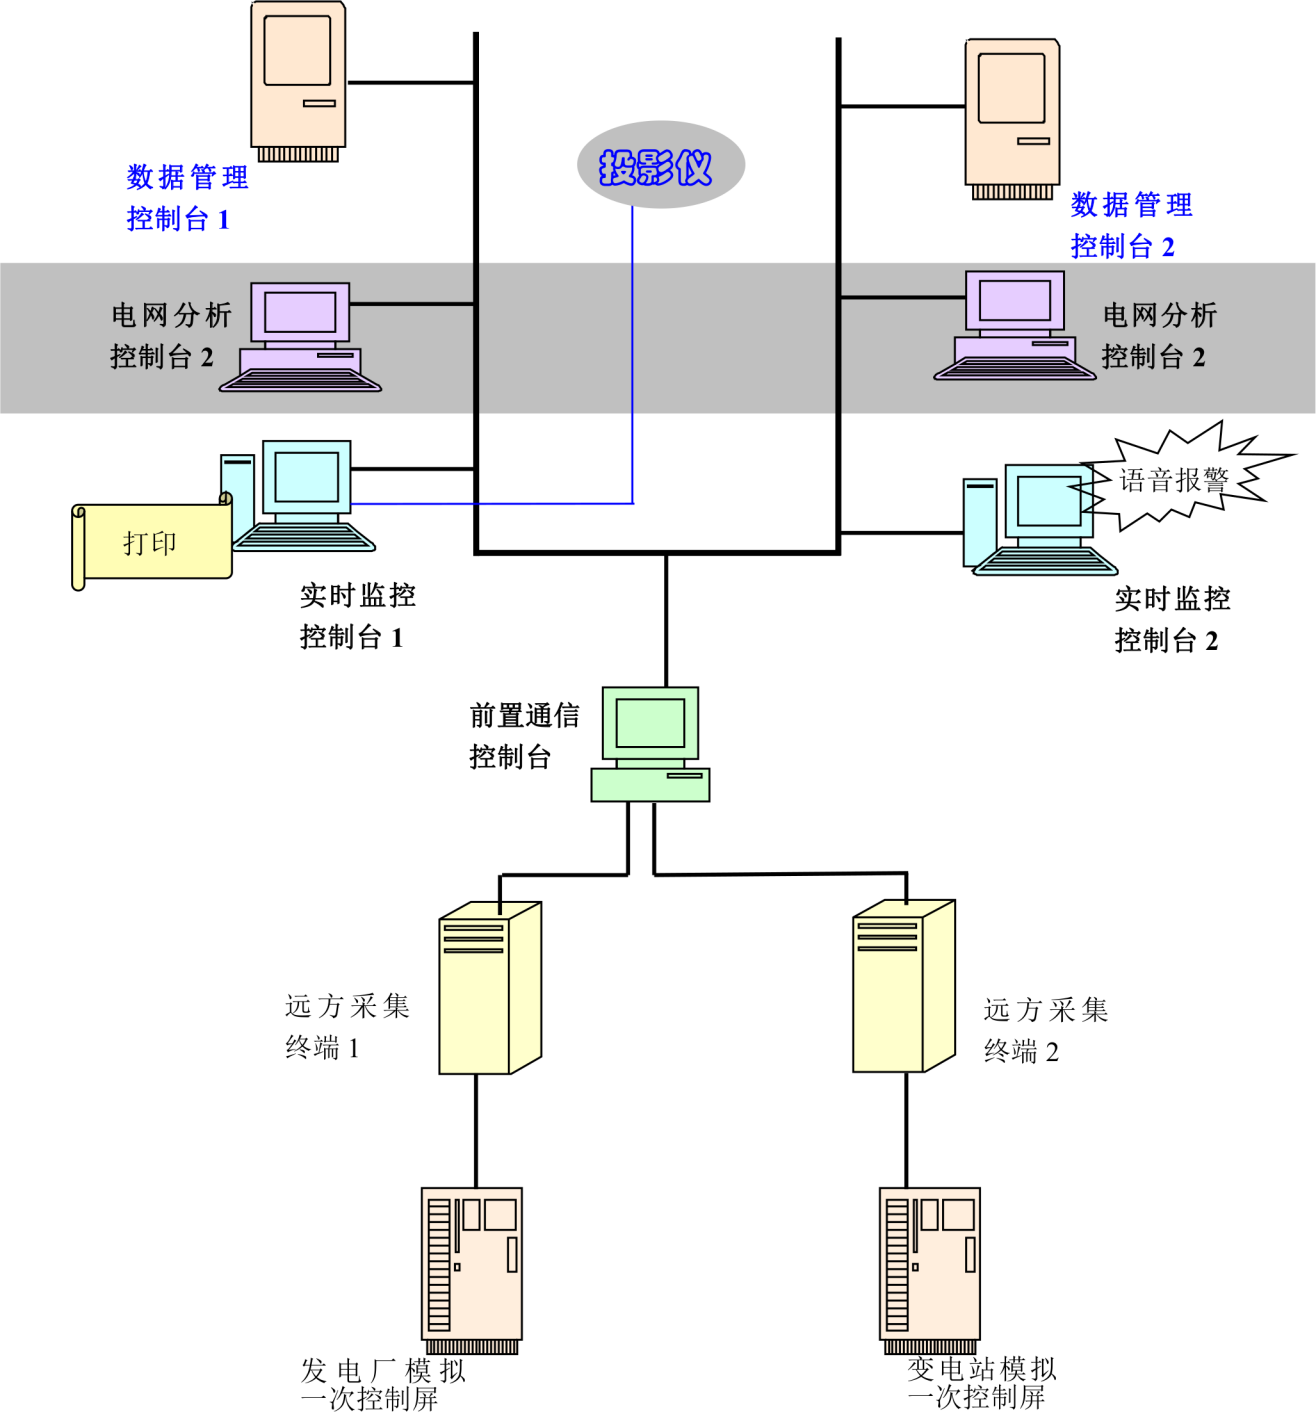 投影仪
数据管理
控制台 1
数据管理
控制台 2
电网分析
控制台 2
电网分析
控制台 2
语音报警
打印
实时监控
控制台 1
实时监控
控制台 2
前置通信
控制台
远方采集
终端 1
远方采集
终端 2
发电厂模拟
一次控制屏
变电站模拟
一次控制屏